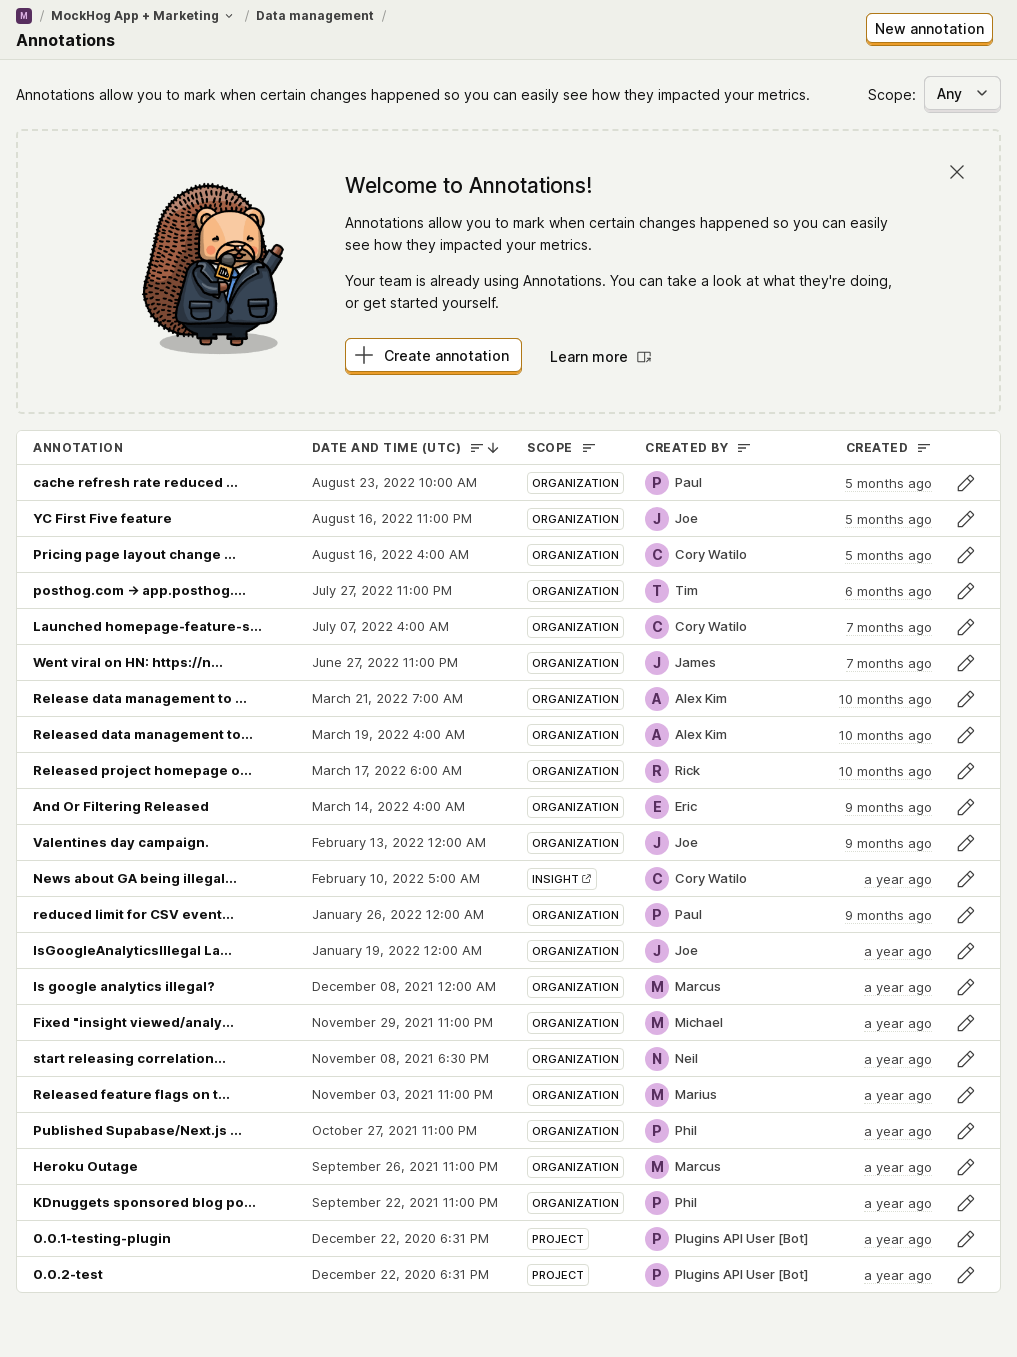 M / MockHog App + Marketing / Data management /
Annotations
New annotation
Annotations allow you to mark when certain changes happened so you can easily see how they impacted your metrics.
Scope: Any
Welcome to Annotations!
Annotations allow you to mark when certain changes happened so you can easily
see how they impacted your metrics.
Your team is already using Annotations. You can take a look at what they're doing,
or get started yourself.
Create annotation
Learn more
ANNOTATION DATE AND TIME (UTC) SCOPE CREATED BY CREATED
cache refresh rate reduced ... August 23, 2022 10:00 AM ORGANIZATION P Paul 5 months ago
YC First Five feature August 16, 2022 11:00 PM ORGANIZATION J Joe 5 months ago
Pricing page layout change ... August 16, 2022 4:00 AM ORGANIZATION C Cory Watilo 5 months ago
posthog.com → app.posthog.... July 27, 2022 11:00 PM ORGANIZATION T Tim 6 months ago
Launched homepage-feature-s... July 07, 2022 4:00 AM ORGANIZATION C Cory Watilo 7 months ago
Went viral on HN: https://n... June 27, 2022 11:00 PM ORGANIZATION J James 7 months ago
Release data management to ... March 21, 2022 7:00 AM ORGANIZATION A Alex Kim 10 months ago
Released data management to... March 19, 2022 4:00 AM ORGANIZATION A Alex Kim 10 months ago
Released project homepage o... March 17, 2022 6:00 AM ORGANIZATION R Rick 10 months ago
And Or Filtering Released March 14, 2022 4:00 AM ORGANIZATION E Eric 9 months ago
Valentines day campaign. February 13, 2022 12:00 AM ORGANIZATION J Joe 9 months ago
News about GA being illegal... February 10, 2022 5:00 AM INSIGHT C Cory Watilo a year ago
reduced limit for CSV event... January 26, 2022 12:00 AM ORGANIZATION P Paul 9 months ago
IsGoogleAnalyticsIllegal La... January 19, 2022 12:00 AM ORGANIZATION J Joe a year ago
Is google analytics illegal? December 08, 2021 12:00 AM ORGANIZATION M Marcus a year ago
Fixed "insight viewed/analy... November 29, 2021 11:00 PM ORGANIZATION M Michael a year ago
start releasing correlation... November 08, 2021 6:30 PM ORGANIZATION N Neil a year ago
Released feature flags on t... November 03, 2021 11:00 PM ORGANIZATION M Marius a year ago
Published Supabase/Next.js ... October 27, 2021 11:00 PM ORGANIZATION P Phil a year ago
Heroku Outage September 26, 2021 11:00 PM ORGANIZATION M Marcus a year ago
KDnuggets sponsored blog po... September 22, 2021 11:00 PM ORGANIZATION P Phil a year ago
0.0.1-testing-plugin December 22, 2020 6:31 PM PROJECT P Plugins API User [Bot] a year ago
0.0.2-test December 22, 2020 6:31 PM PROJECT P Plugins API User [Bot] a year ago